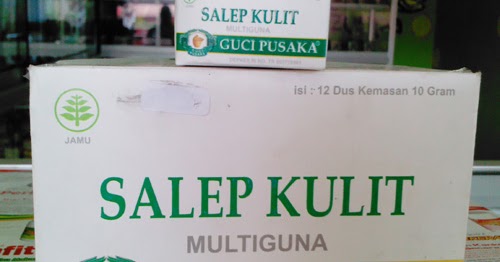 SALEP KULIT
MULTIGUNA
GUCI PUSAKA®
isi : 12 Dus Kemasan 10 Gram
JAMU
SALEP KULIT
MULTIGUNA